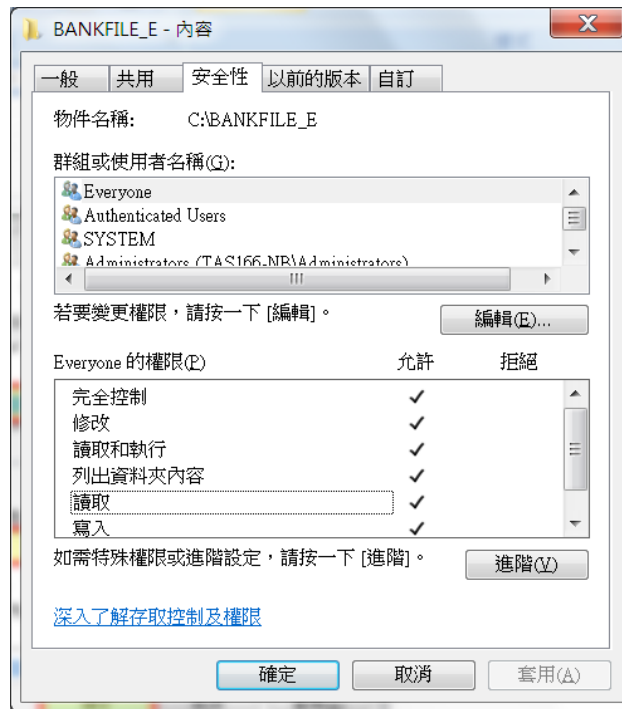 BANKFILE_E - 內容
一般 共用 安全性 以前的版本 自訂
物件名稱: C:\BANKFILE_E
群組或使用者名稱(G):
Everyone
Authenticated Users
SYSTEM
Administrators (TAS166-NB\Administrators)
若要變更權限，請按一下 [編輯]。 編輯(E)...
Everyone 的權限(P) 允許 拒絕
完全控制
修改
讀取和執行
列出資料夾內容
讀取
寫入
如需特殊權限或進階設定，請按一下 [進階]。 進階(V)
深入了解存取控制及權限
確定 取消 套用(A)